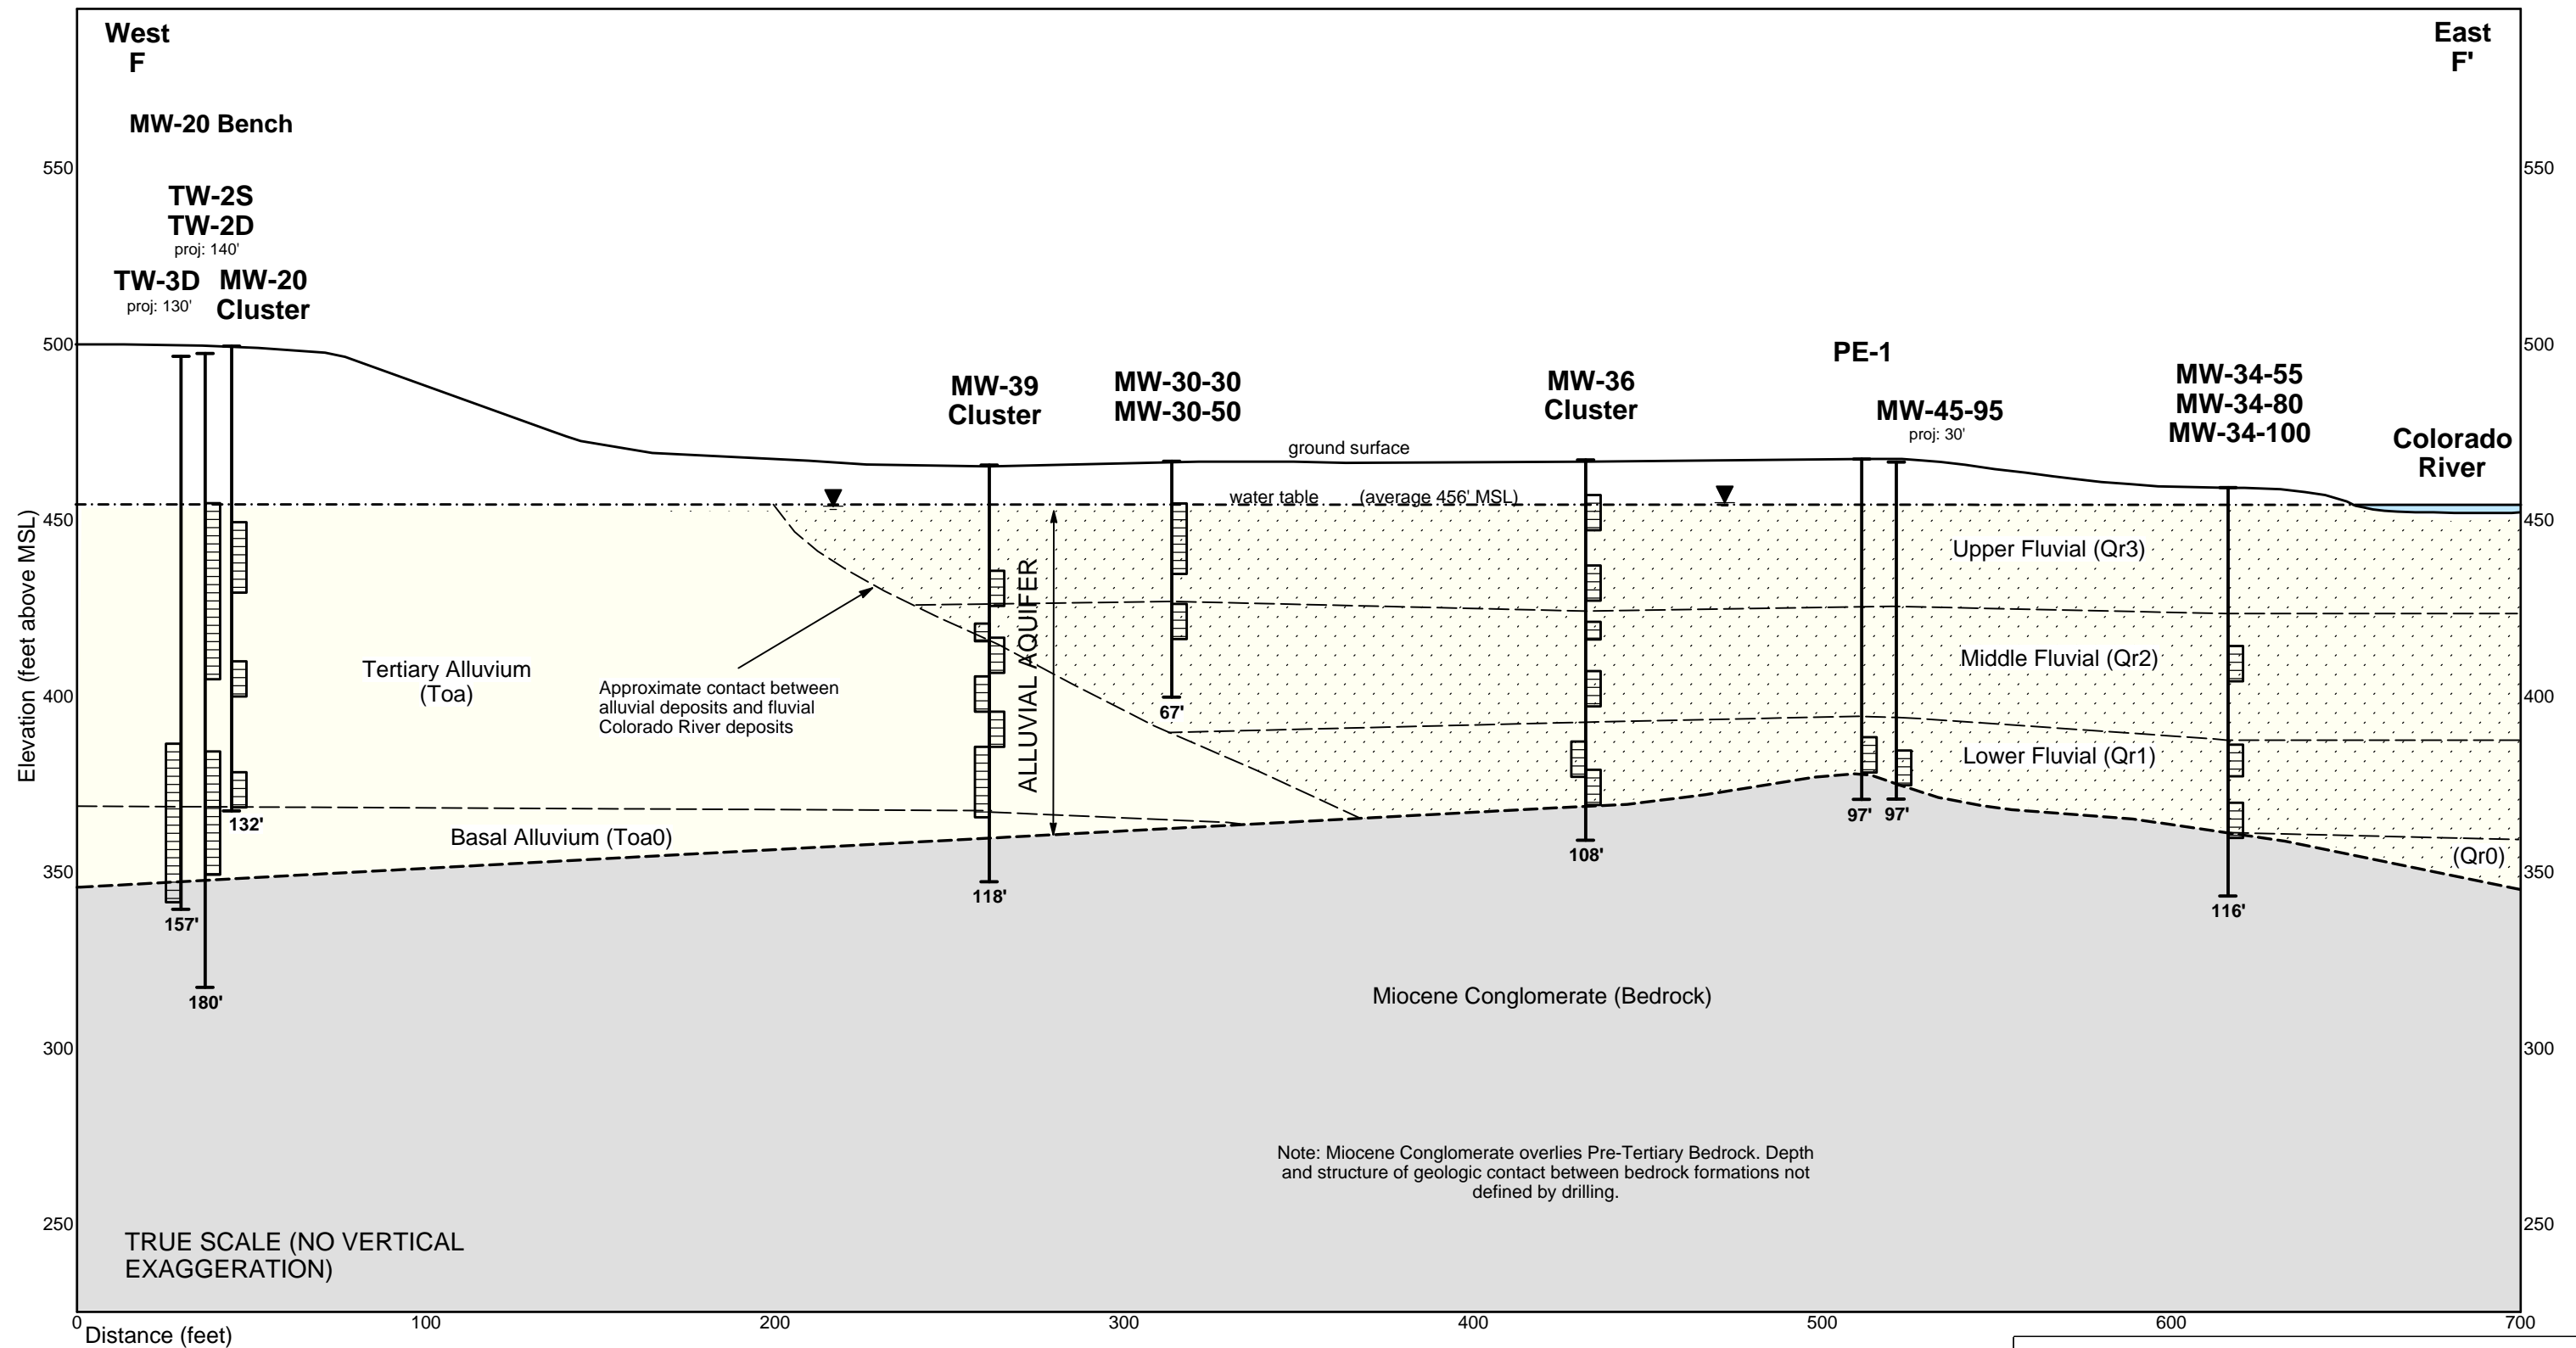 West
F
East
F'
MW-20 Bench
550
550
TW-2S
TW-2D
proj: 140'
TW-3D
proj: 130'
MW-20
Cluster
500
500
PE-1
MW-39
Cluster
MW-30-30
MW-30-50
MW-36
Cluster
MW-45-95
proj: 30'
MW-34-55
MW-34-80
MW-34-100
Colorado
River
ground surface
water table (average 456' MSL)
450
450
Elevation (feet above MSL)
Upper Fluvial (Qr3)
Middle Fluvial (Qr2)
Lower Fluvial (Qr1)
(Qr0)
Tertiary Alluvium
(Toa)
Approximate contact between
alluvial deposits and fluvial
Colorado River deposits
ALLUVIAL AQUIFER
400
400
67'
132'
Basal Alluvium (Toa0)
97'
97'
108'
350
350
118'
116'
157'
180'
Miocene Conglomerate (Bedrock)
300
300
Note: Miocene Conglomerate overlies Pre-Tertiary Bedrock. Depth
and structure of geologic contact between bedrock formations not
defined by drilling.
250
250
TRUE SCALE (NO VERTICAL
EXAGGERATION)
0
100
200
300
400
500
600
700
Distance (feet)